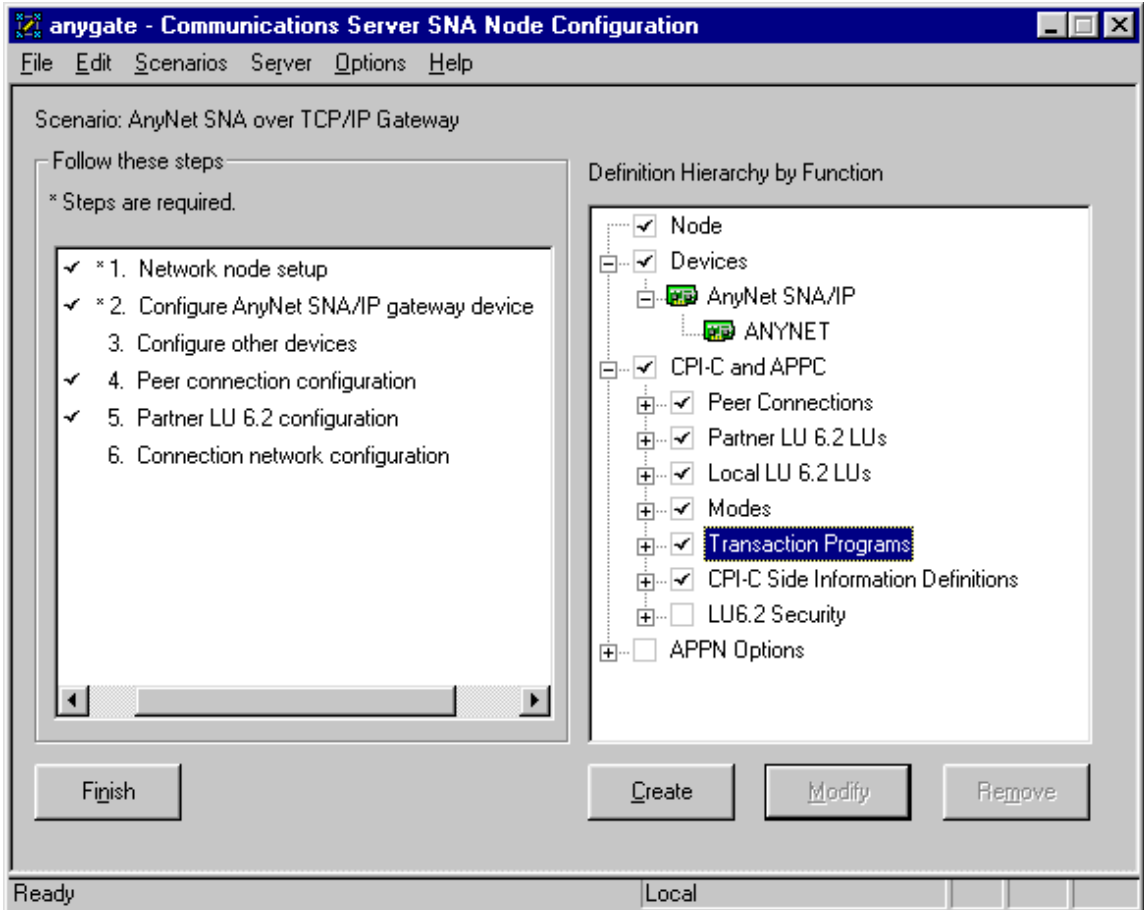 anygate - Communications Server SNA Node Configuration
File Edit Scenarios Server Options Help
Scenario: AnyNet SNA over TCP/IP Gateway
Follow these steps
* Steps are required.
* 1. Network node setup
* 2. Configure AnyNet SNA/IP gateway device
3. Configure other devices
4. Peer connection configuration
5. Partner LU 6.2 configuration
6. Connection network configuration
Finish
Definition Hierarchy by Function
Node
Devices
AnyNet SNA/IP
ANYNET
CPI-C and APPC
Peer Connections
Partner LU 6.2 LUs
Local LU 6.2 LUs
Modes
Transaction Programs
CPI-C Side Information Definitions
LU6.2 Security
APPN Options
Create Modify Remove
Ready Local